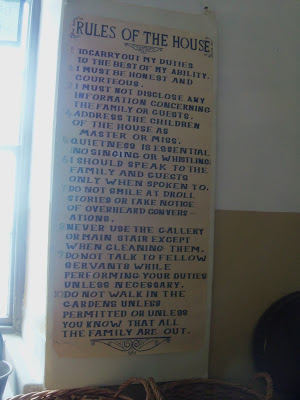 RULES OF THE HOUSE
1 TO CARRY OUT MY DUTIES
TO THE BEST OF MY ABILITY.
2 I MUST BE HONEST AND
COURTEOUS.
3 I MUST NOT DISCLOSE ANY
INFORMATION CONCERNING
THE FAMILY OR GUESTS.
4 ADDRESS THE CHILDREN
OF THE HOUSE AS
MASTER OR MISS.
5 QUIETNESS IS ESSENTIAL
(NO SINGING OR WHISTLING)
6 I SHOULD SPEAK TO THE
FAMILY AND GUESTS
ONLY WHEN SPOKEN TO.
7 DO NOT SMILE AT DROLL
STORIES OR TAKE NOTICE
OF OVERHEARD CONVERS-
ATIONS.
8 NEVER USE THE GALLERY
OR MAIN STAIR EXCEPT
WHEN CLEANING THEM.
9 DO NOT TALK TO FELLOW
SERVANTS WHILE
PERFORMING YOUR DUTIES
UNLESS NECESSARY.
10 DO NOT WALK IN THE
GARDENS UNLESS
PERMITTED OR UNLESS
YOU KNOW THAT ALL
THE FAMILY ARE OUT.